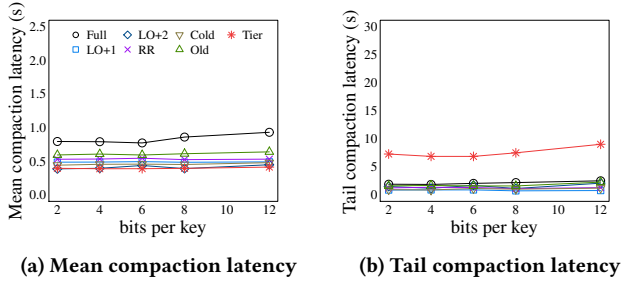 Mean compaction latency (s)
2.5
2.0
1.5
1.0
0.5
0.0
Full LO+2 Cold Tier
LO+1 RR Old
2 4 6 8 10 12
bits per key
(a) Mean compaction latency
Tail compaction latency (s)
30
25
20
15
10
5
0
2 4 6 8 10 12
bits per key
(b) Tail compaction latency